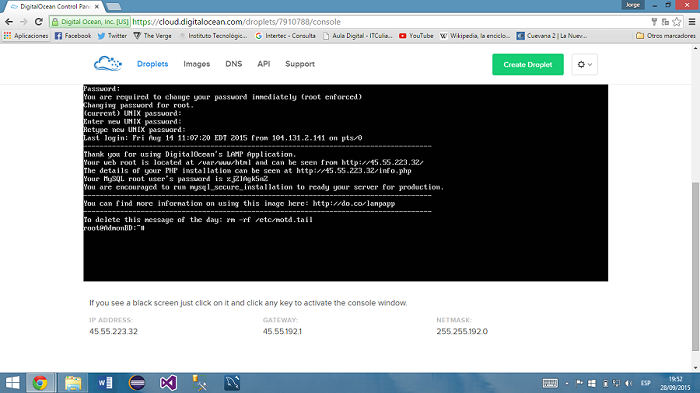 DigitalOcean Control Pan
Jorge
Digital Ocean, Inc. [US]
https://cloud.digitalocean.com/droplets/7910788/console
Aplicaciones
Facebook
Twitter
The Verge
Instituto Tecnológic...
Intertec - Consulta
Aula Digital - ITCulia...
YouTube
Wikipedia, la enciclo...
Cuevana 2 | La Nuev...
Otros marcadores
Droplets
Images
DNS
API
Support
Create Droplet
Password:
You are required to change your password immediately (root enforced)
Changing password for root.
(current) UNIX password:
Enter new UNIX password:
Retype new UNIX password:
Last login: Fri Aug 14 11:07:20 EDT 2015 from 104.131.2.141 on pts/0
Thank you for using DigitalOcean's LAMP Application.
Your web root is located at /var/www/html and can be seen from http://45.55.223.32/
The details of your PHP installation can be seen at http://45.55.223.32/info.php
Your MySQL root user's password is
You are encouraged to run mysql_secure_installation to ready your server for production.
You can find more information on using this image here: http://do.co/lampapp
To delete this message of the day: rm -rf /etc/motd.tail
root@AdmonBD:~#
If you see a black screen just click on it and click any key to activate the console window.
IP ADDRESS:
45.55.223.32
GATEWAY:
45.55.192.1
NETMASK:
255.255.192.0
ESP
19:52
28/09/2015